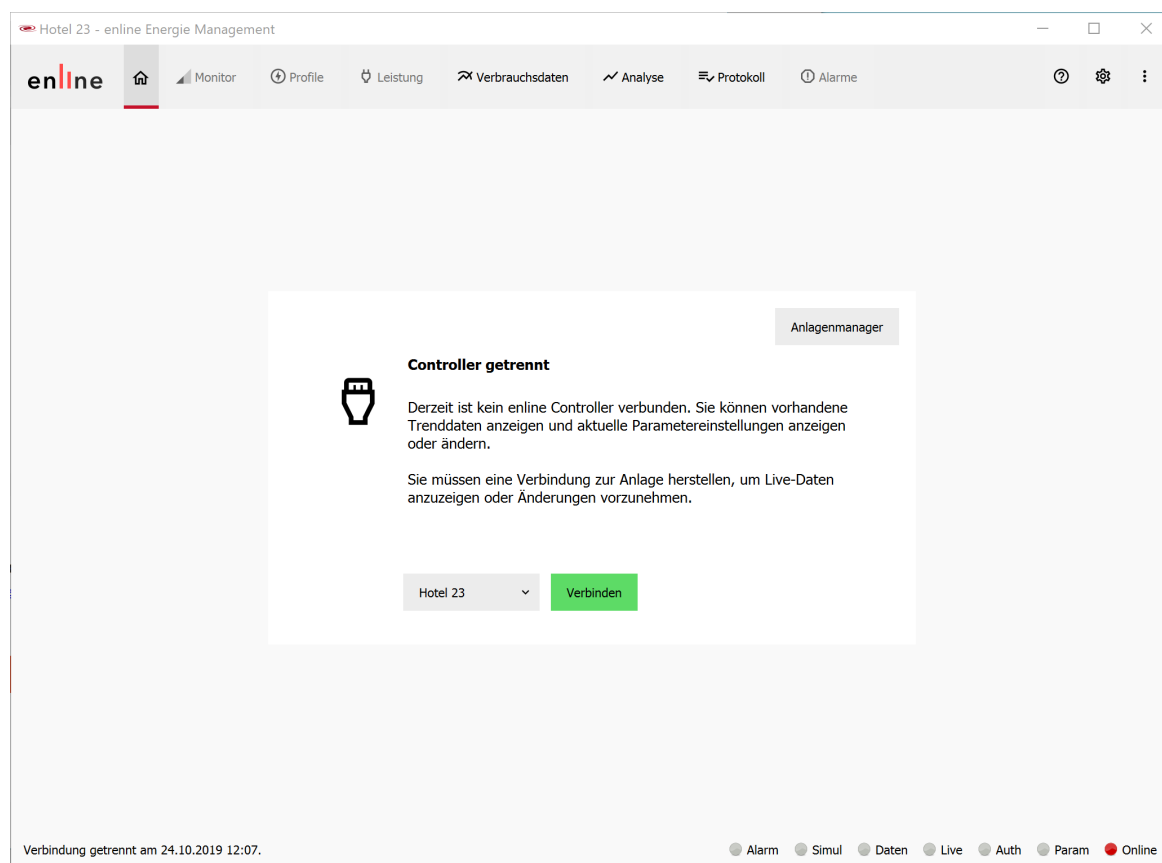 Hotel 23 - enline Energie Management
enline
Monitor
Profile
Leistung
Verbrauchsdaten
Analyse
Protokoll
Alarme
Anlagenmanager
Controller getrennt
Derzeit ist kein enline Controller verbunden. Sie können vorhandene
Trenddaten anzeigen und aktuelle Parametereinstellungen anzeigen
oder ändern.
Sie müssen eine Verbindung zur Anlage herstellen, um Live-Daten
anzuzeigen oder Änderungen vorzunehmen.
Hotel 23
Verbinden
Verbindung getrennt am 24.10.2019 12:07.
Alarm
Simul
Daten
Live
Auth
Param
Online